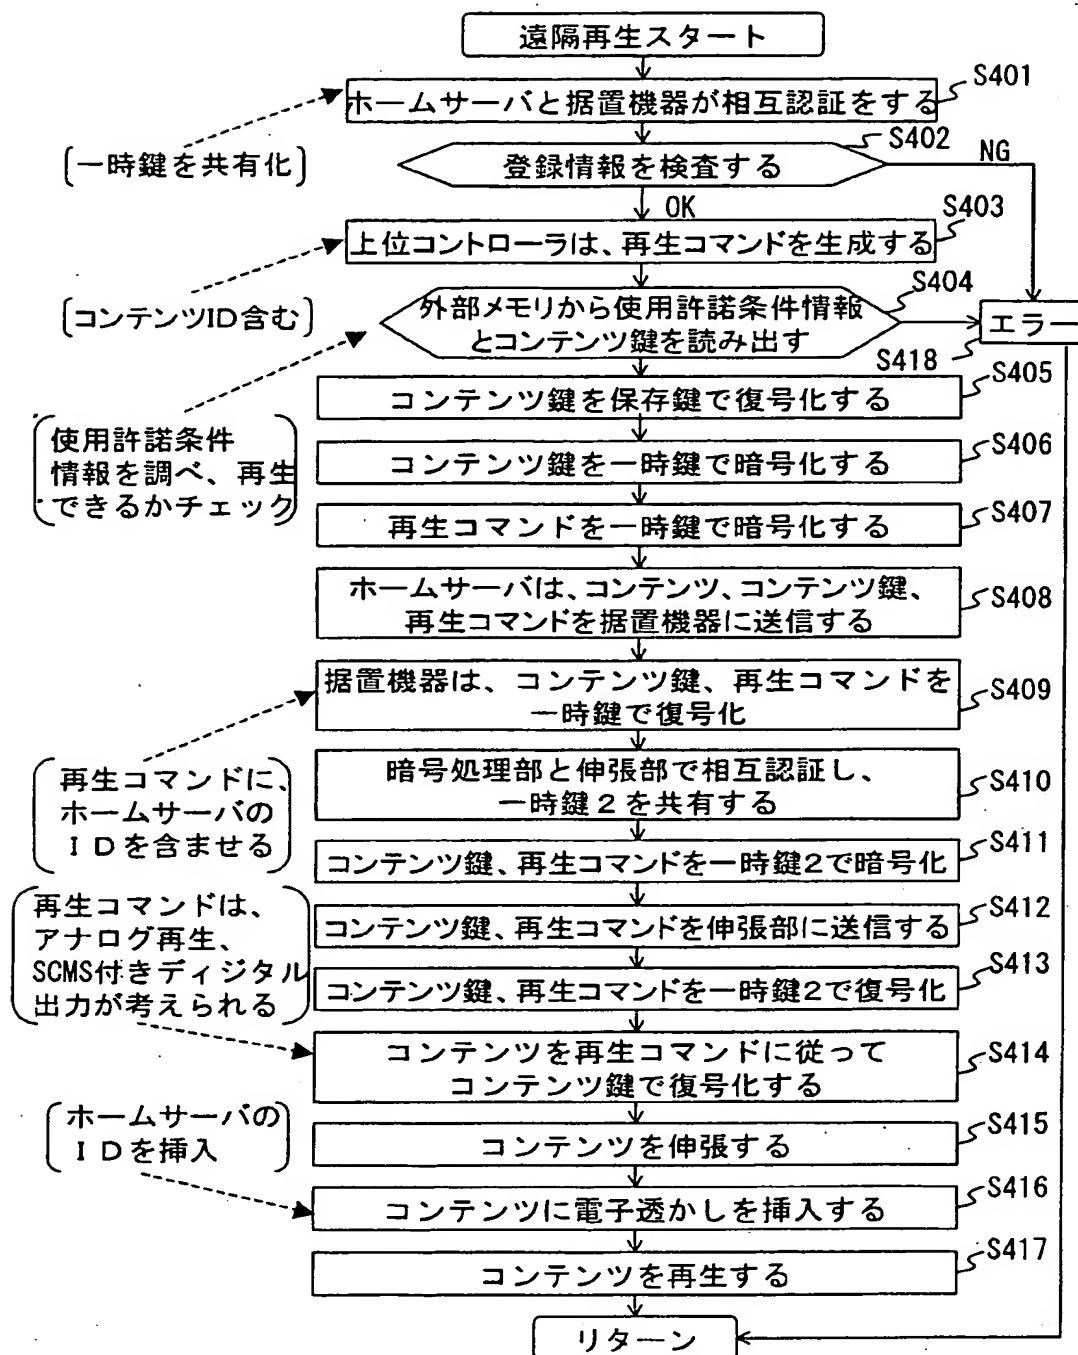 遠隔再生スタート
S401
ホームサーバと据置機器が相互認証をする
一時鍵を共有化
S402
登録情報を検査する
NG
OK
S403
上位コントローラは、再生コマンドを生成する
コンテンツID含む
S404
外部メモリから使用許諾条件情報
とコンテンツ鍵を読み出す
エラー
S418
S405
コンテンツ鍵を保存鍵で復号化する
使用許諾条件
情報を調べ、再生
できるかチェック
S406
コンテンツ鍵を一時鍵で暗号化する
S407
再生コマンドを一時鍵で暗号化する
S408
ホームサーバは、コンテンツ、コンテンツ鍵、
再生コマンドを据置機器に送信する
S409
据置機器は、コンテンツ鍵、再生コマンドを
一時鍵で復号化
再生コマンドに、
ホームサーバの
IDを含ませる
S410
暗号処理部と伸張部で相互認証し、
一時鍵2を共有する
S411
コンテンツ鍵、再生コマンドを一時鍵2で暗号化
再生コマンドは、
アナログ再生、
SCMS付きディジタル
出力が考えられる
S412
コンテンツ鍵、再生コマンドを伸張部に送信する
S413
コンテンツ鍵、再生コマンドを一時鍵2で復号化
S414
コンテンツを再生コマンドに従って
コンテンツ鍵で復号化する
ホームサーバの
IDを挿入
S415
コンテンツを伸張する
S416
コンテンツに電子透かしを挿入する
S417
コンテンツを再生する
リターン